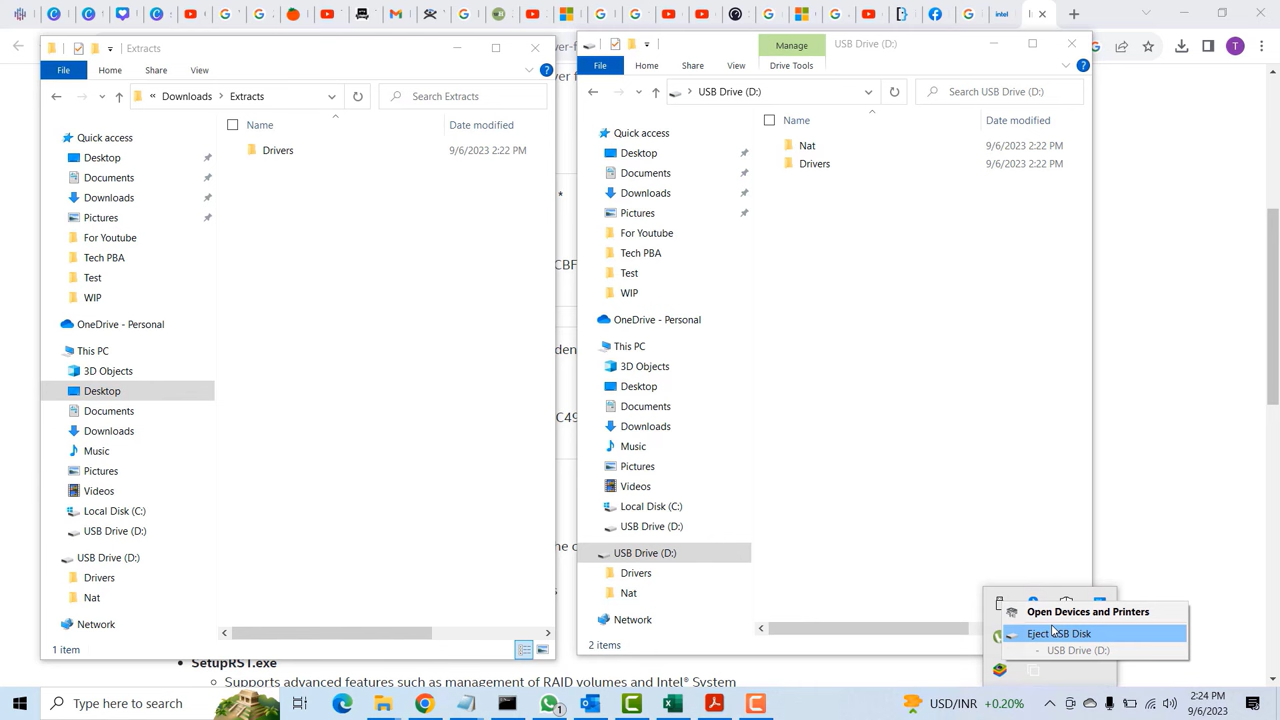 intel
Extracts
File
Home
Share
View
« Downloads > Extracts
Search Extracts
Name
Date modified
Drivers
9/6/2023 2:22 PM
Quick access
Desktop
Documents
Downloads
Pictures
For Youtube
Tech PBA
Test
WIP
OneDrive - Personal
This PC
3D Objects
Desktop
Documents
Downloads
Music
Pictures
Videos
Local Disk (C:)
USB Drive (D:)
USB Drive (D:)
Drivers
Nat
Network
1 item
Manage
USB Drive (D:)
File
Home
Share
View
Drive Tools
> USB Drive (D:)
Search USB Drive (D:)
Name
Date modified
Nat
9/6/2023 2:22 PM
Drivers
9/6/2023 2:22 PM
Quick access
Desktop
Documents
Downloads
Pictures
For Youtube
Tech PBA
Test
WIP
OneDrive - Personal
This PC
3D Objects
Desktop
Documents
Downloads
Music
Pictures
Videos
Local Disk (C:)
USB Drive (D:)
USB Drive (D:)
Drivers
Nat
Network
2 items
T
Open Devices and Printers
Eject USB Disk
- USB Drive (D:)
SetupRST.exe
Supports advanced features such as management of RAID volumes and Intel® System
Type here to search
1
USD/INR +0.20%
2:24 PM
9/6/2023